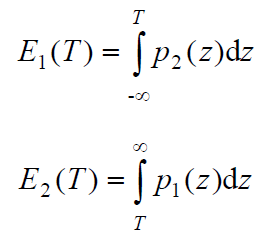 E₁(T) = ∫_{-∞}^{T} p₂(z)dz
E₂(T) = ∫_{T}^{∞} p₁(z)dz